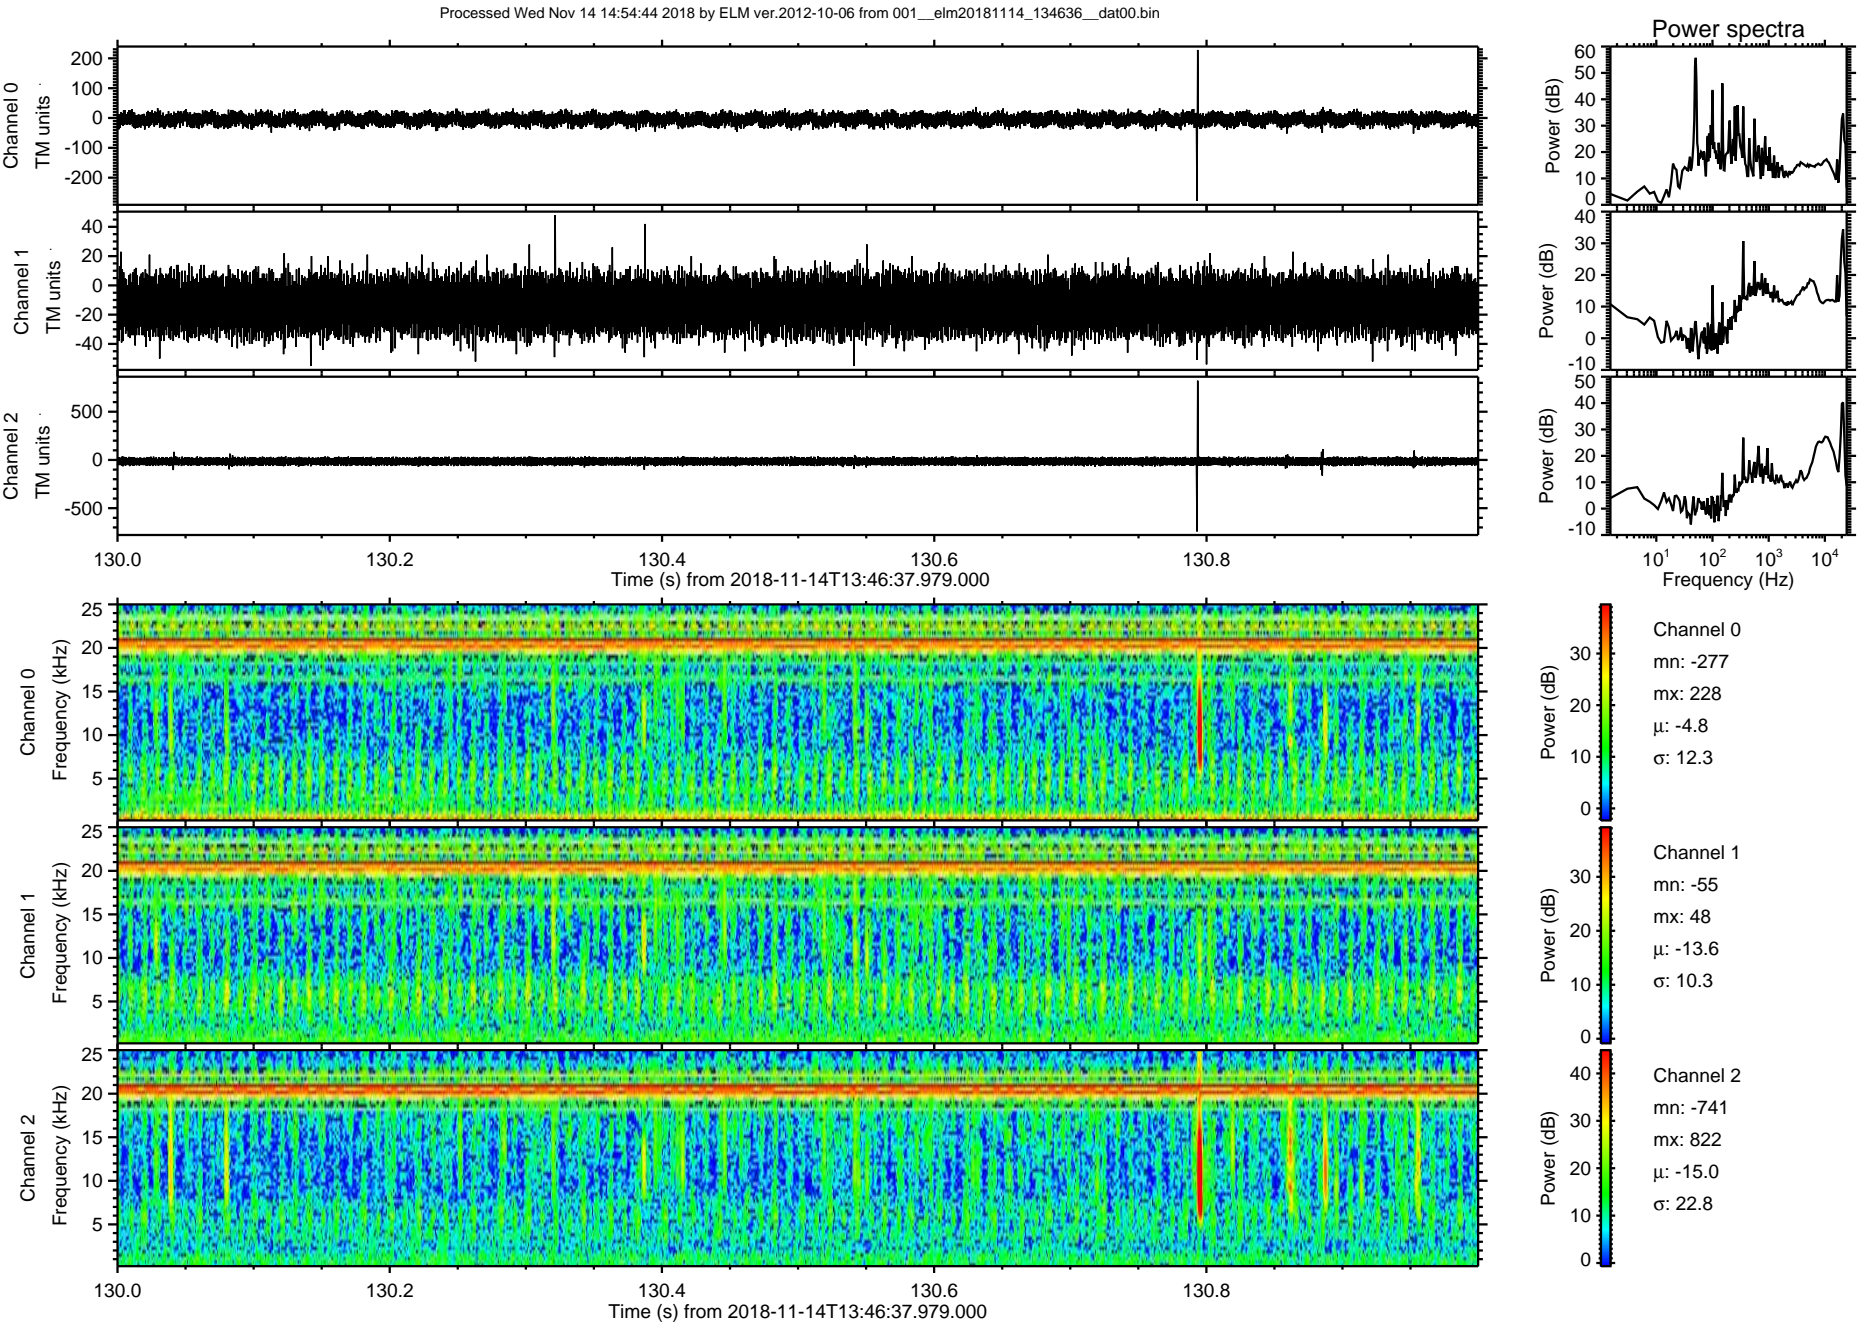 Processed Wed Nov 14 14:54:44 2018 by ELM ver.2012-10-06 from 001__elm20181114_134636__dat00.bin
Power spectra
Channel 0
TM units
200
100
0
-100
-200
Power (dB)
60
50
40
30
20
10
0
Channel 1
TM units
40
20
0
-20
-40
Power (dB)
40
30
20
10
0
-10
Channel 2
TM units
500
0
-500
Power (dB)
50
40
30
20
10
0
-10
130.0 130.2 130.4 130.6 130.8
Time (s) from 2018-11-14T13:46:37.979.000
10^1 10^2 10^3 10^4
Frequency (Hz)
Channel 0
Frequency (kHz)
25
20
15
10
5
Power (dB)
30
20
10
0
Channel 0
mn: -277
mx: 228
µ: -4.8
σ: 12.3
Channel 1
Frequency (kHz)
25
20
15
10
5
Power (dB)
30
20
10
0
Channel 1
mn: -55
mx: 48
µ: -13.6
σ: 10.3
Channel 2
Frequency (kHz)
25
20
15
10
5
Power (dB)
40
30
20
10
0
Channel 2
mn: -741
mx: 822
µ: -15.0
σ: 22.8
130.0 130.2 130.4 130.6 130.8
Time (s) from 2018-11-14T13:46:37.979.000